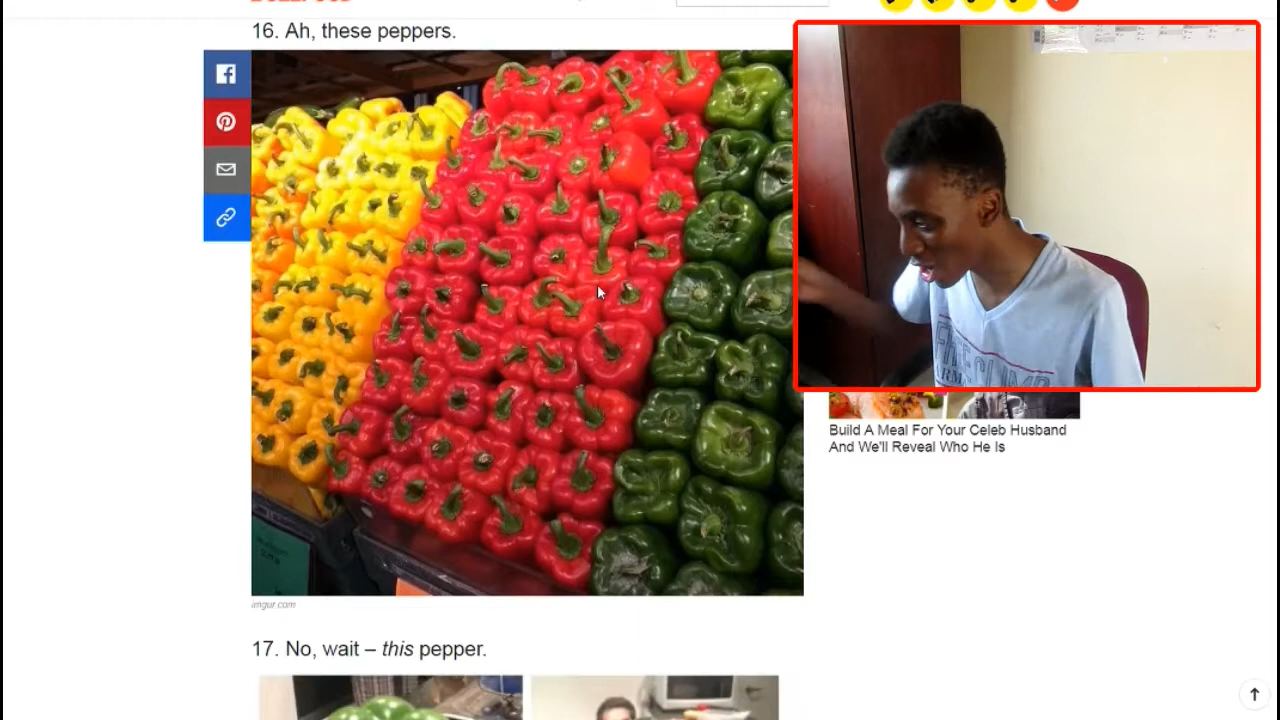 16. Ah, these peppers.
imgur.com
Build A Meal For Your Celeb Husband
And We'll Reveal Who He Is
17. No, wait – this pepper.